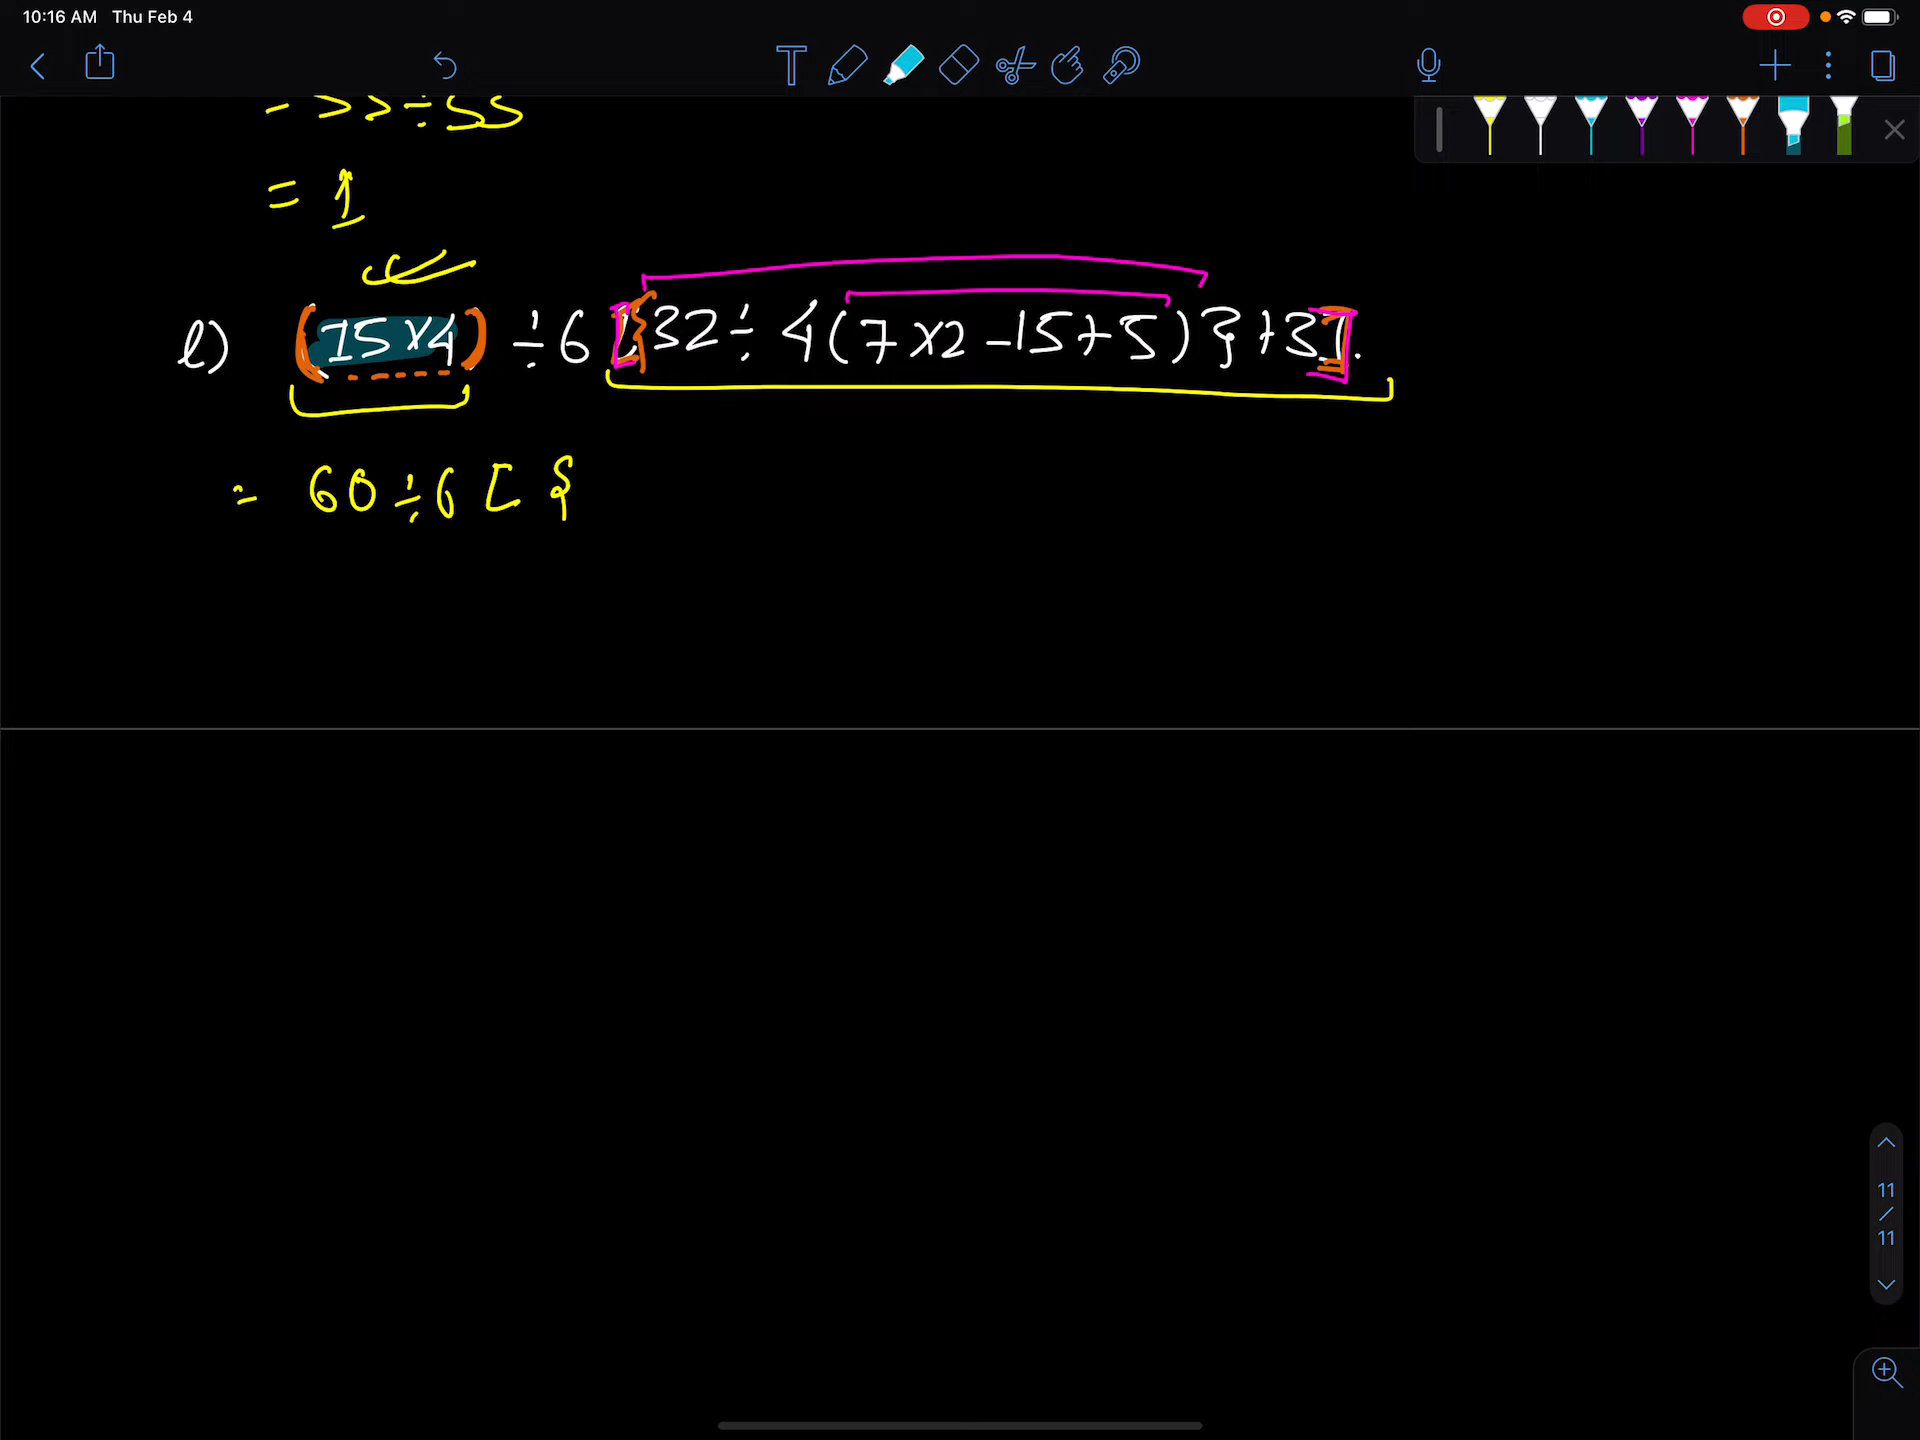 10:16 AM Thu Feb 4
= 1
l) (15×4) ÷6 [{32÷ 4(7×2-15+5)}+3].
= 60÷6 [ {
11
/
11